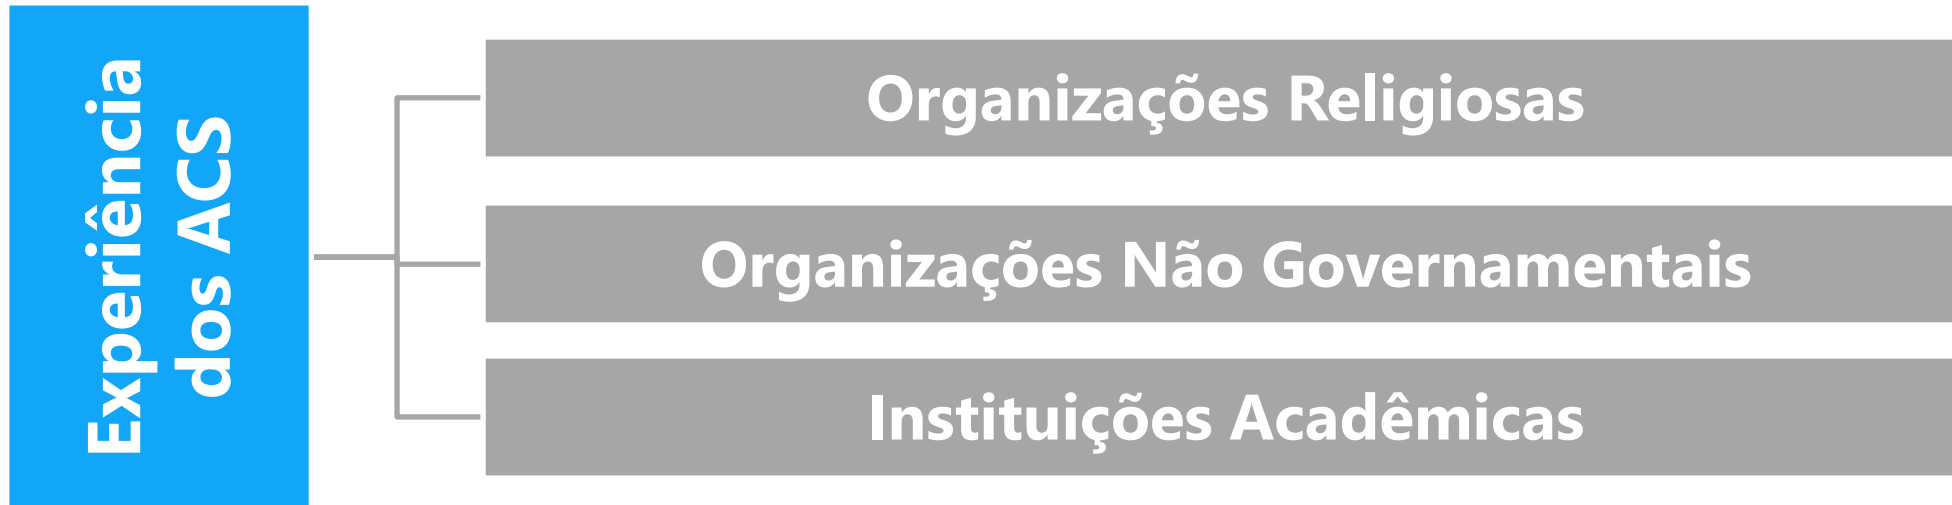 Experiência
dos ACS
Organizações Religiosas
Organizações Não Governamentais
Instituições Acadêmicas